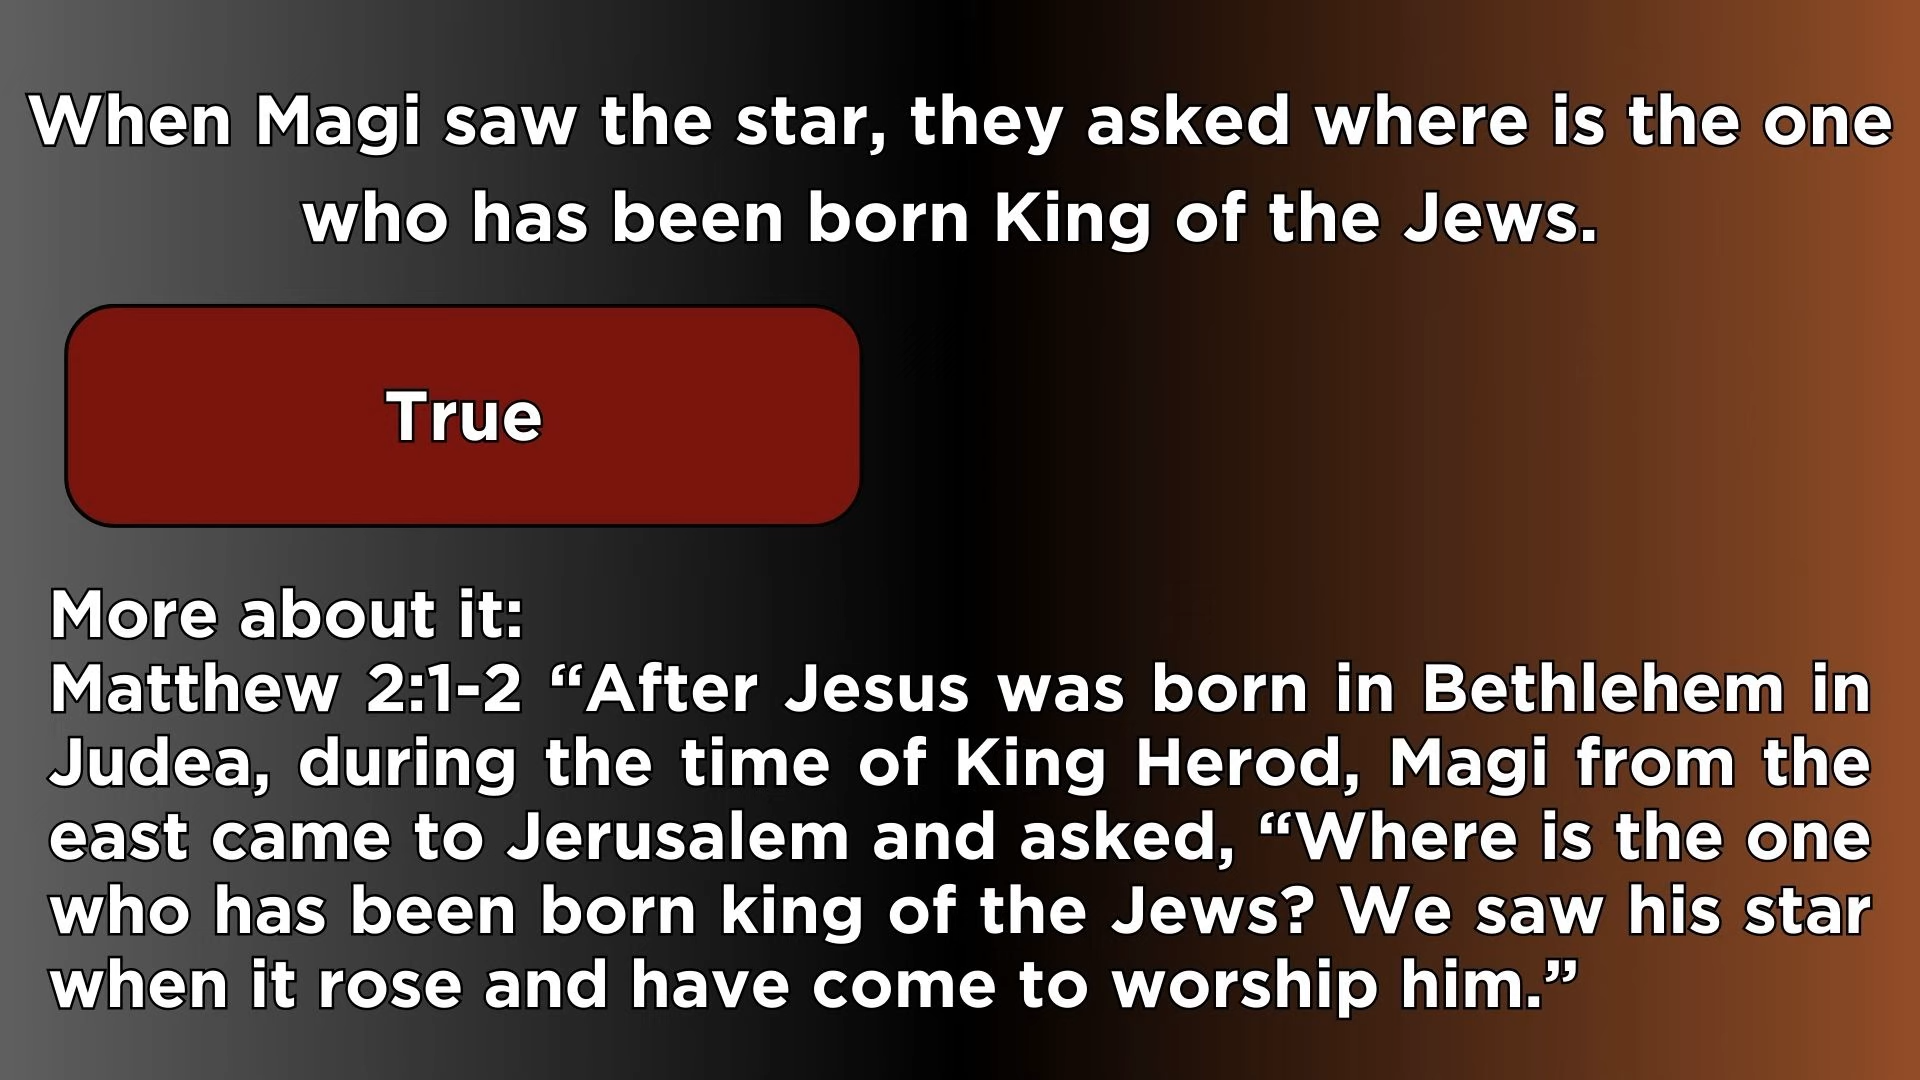 When Magi saw the star, they asked where is the one
who has been born King of the Jews.
True
More about it:
Matthew 2:1-2 “After Jesus was born in Bethlehem in
Judea, during the time of King Herod, Magi from the
east came to Jerusalem and asked, “Where is the one
who has been born king of the Jews? We saw his star
when it rose and have come to worship him.”